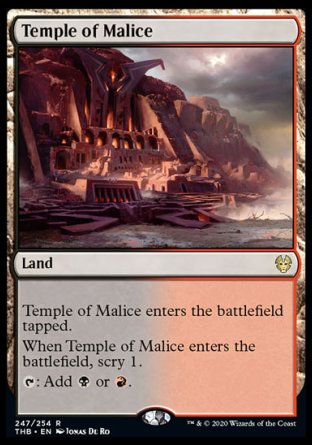 Temple of Malice
Land
Temple of Malice enters the battlefield
tapped.
When Temple of Malice enters the
battlefield, scry 1.
: Add or .
247/254 R
THB • EN Jonas De Ro
™ & © 2020 Wizards of the Coast